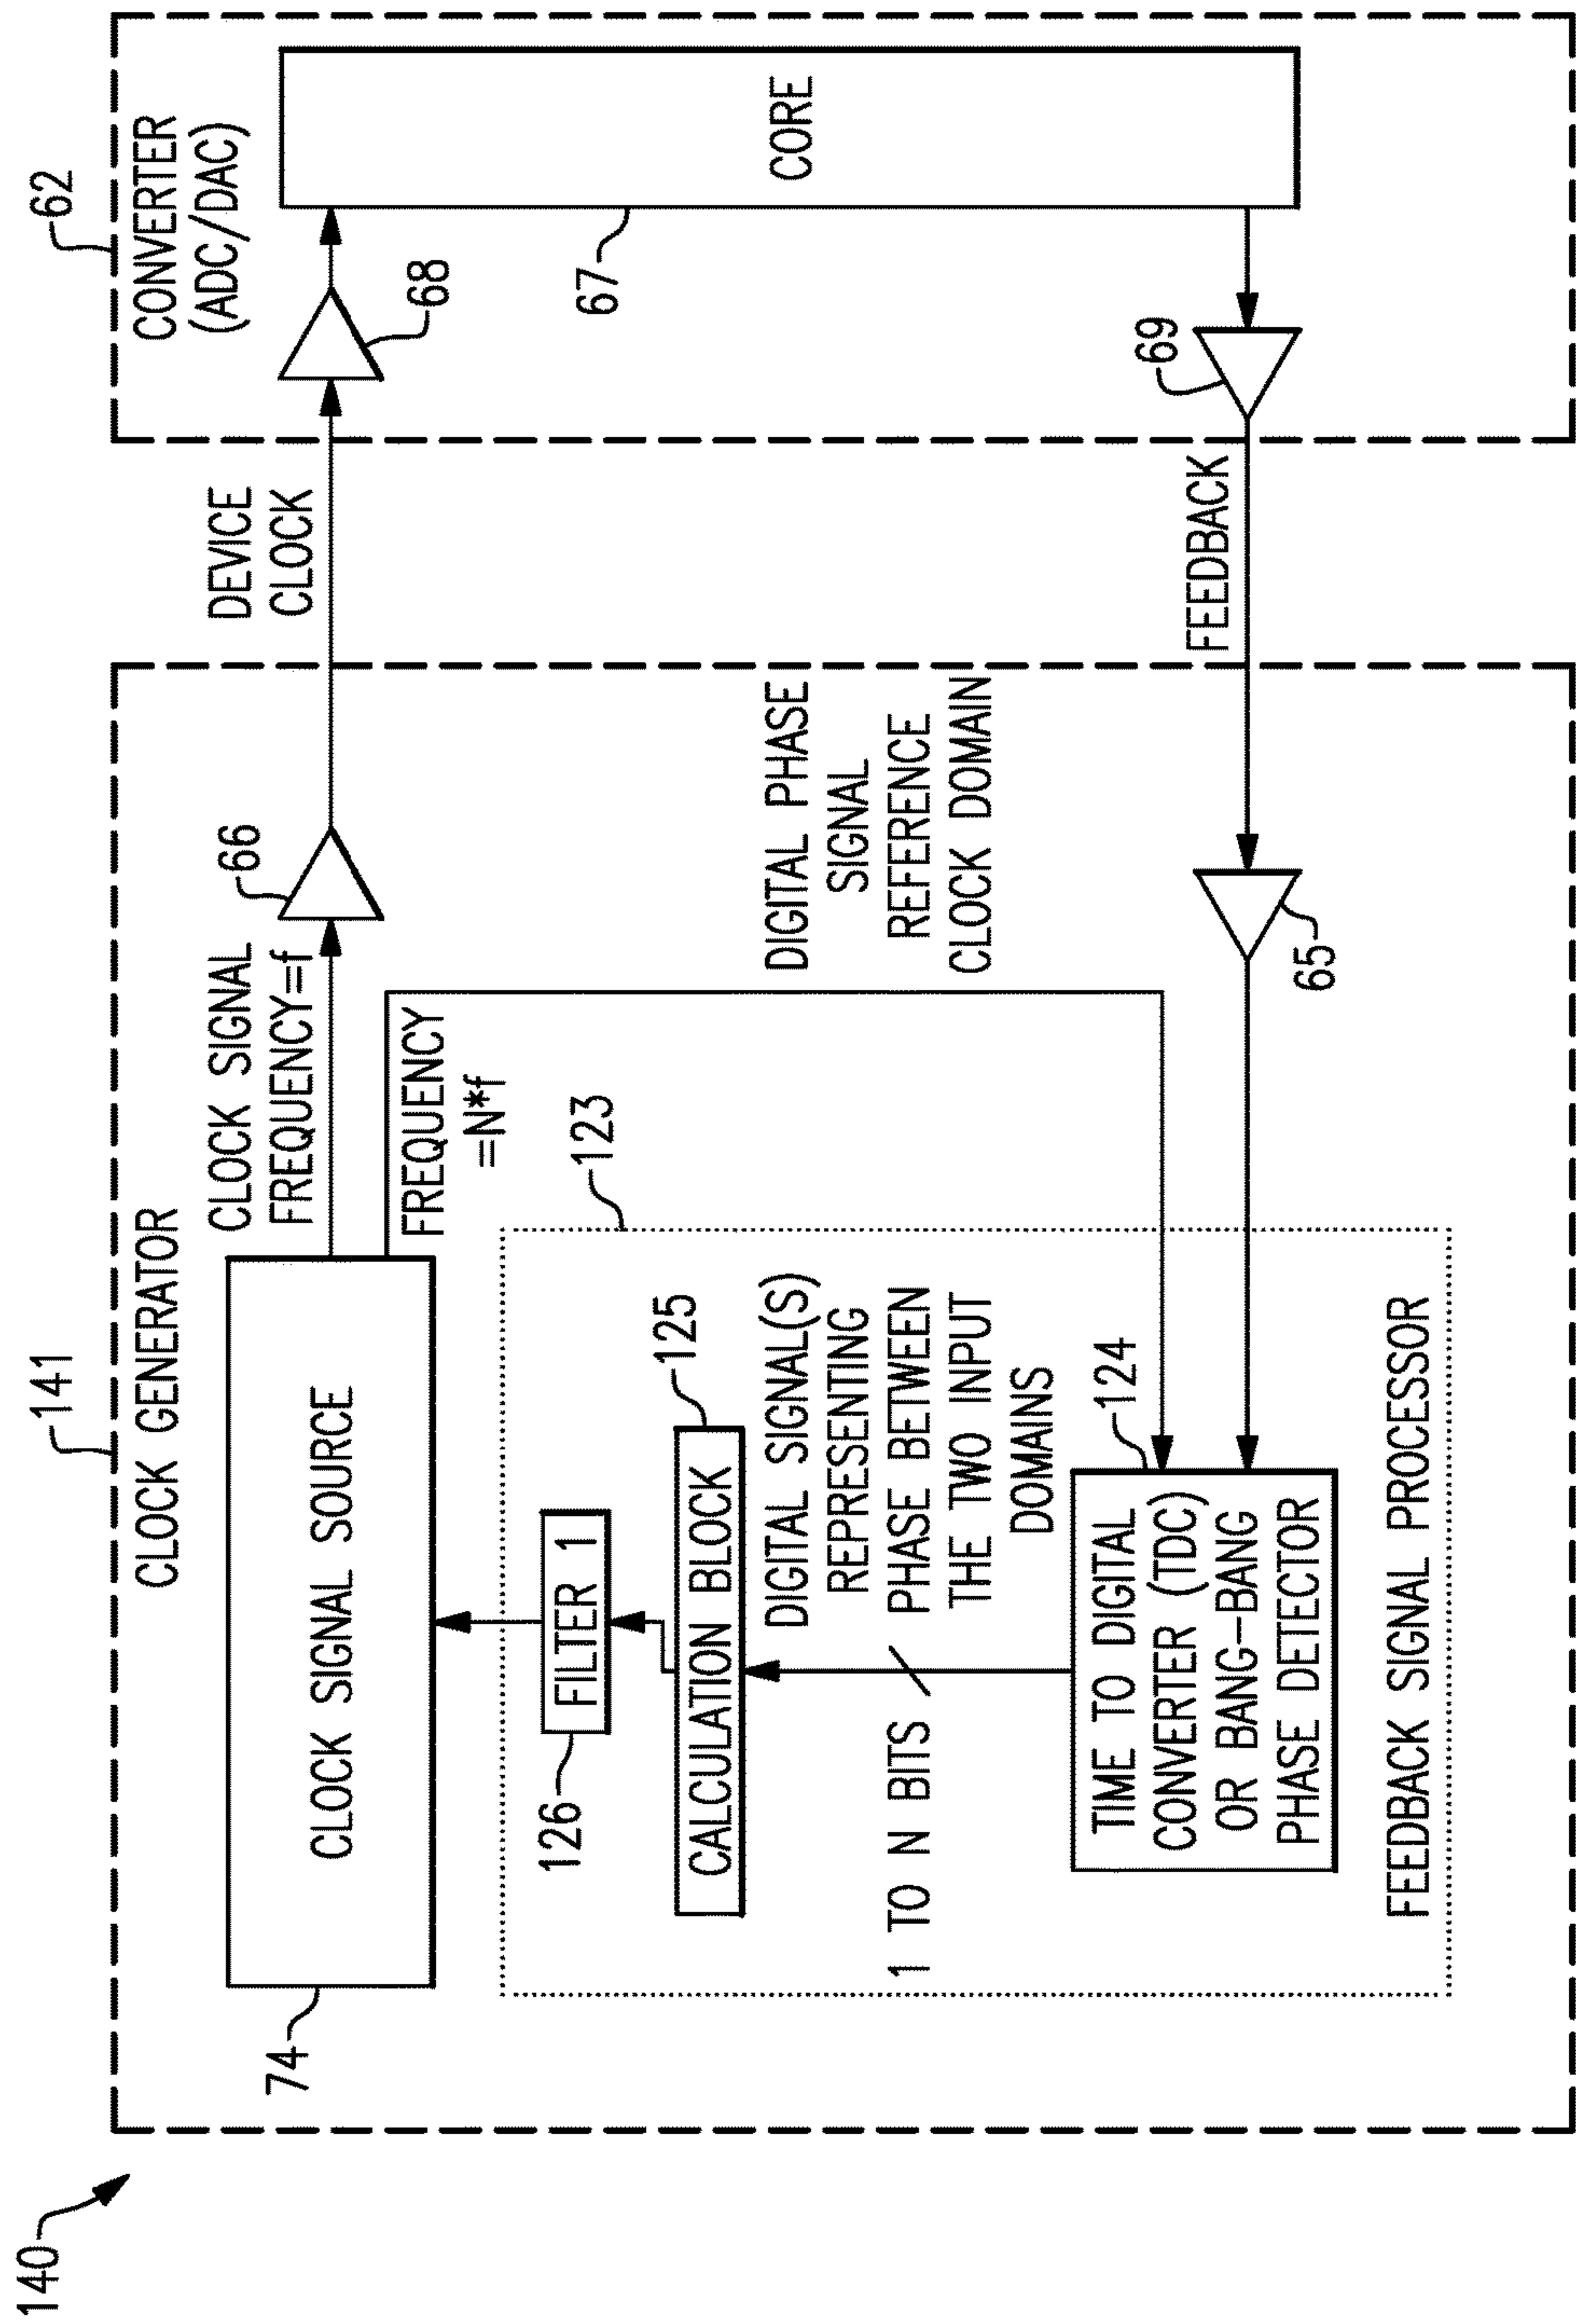 140
141
CLOCK GENERATOR
62
CONVERTER
(ADC/DAC)
74
CLOCK SIGNAL SOURCE
CLOCK SIGNAL
FREQUENCY=f
66
DEVICE
CLOCK
68
FREQUENCY
=N*f
67
CORE
126
FILTER 1
123
125
CALCULATION BLOCK
DIGITAL SIGNAL(S)
REPRESENTING
PHASE BETWEEN
THE TWO INPUT
DOMAINS
1 TO N BITS
DIGITAL PHASE
SIGNAL
REFERENCE
CLOCK DOMAIN
124
TIME TO DIGITAL
CONVERTER (TDC)
OR BANG-BANG
PHASE DETECTOR
65
FEEDBACK
69
FEEDBACK SIGNAL PROCESSOR